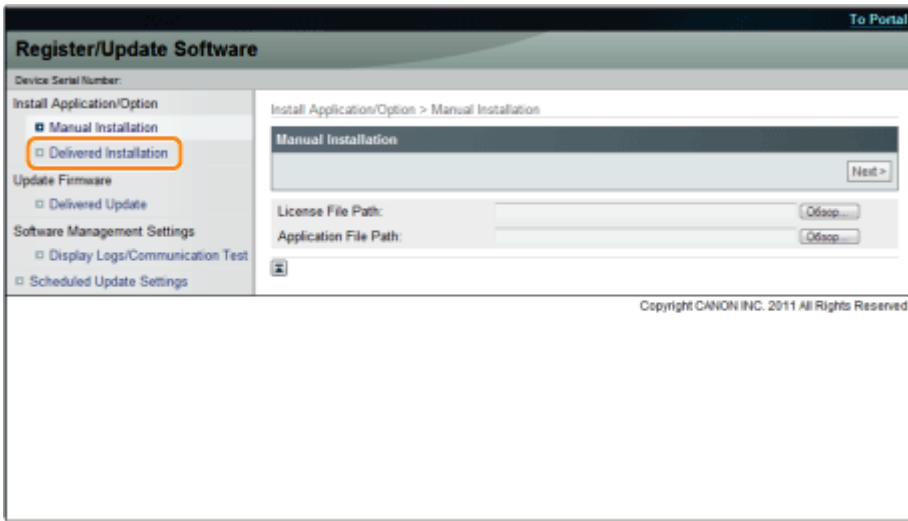 To Portal
Register/Update Software
Device Serial Number:
Install Application/Option
Manual Installation
Delivered Installation
Update Firmware
Delivered Update
Software Management Settings
Display Logs/Communication Test
Scheduled Update Settings
Install Application/Option > Manual Installation
Manual Installation
Next >
License File Path: Обзор...
Application File Path: Обзор...
Copyright CANON INC. 2011 All Rights Reserved